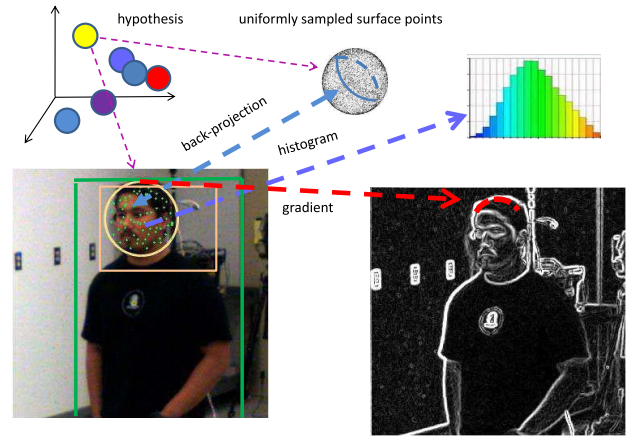 hypothesis
uniformly sampled surface points
back-projection
histogram
gradient